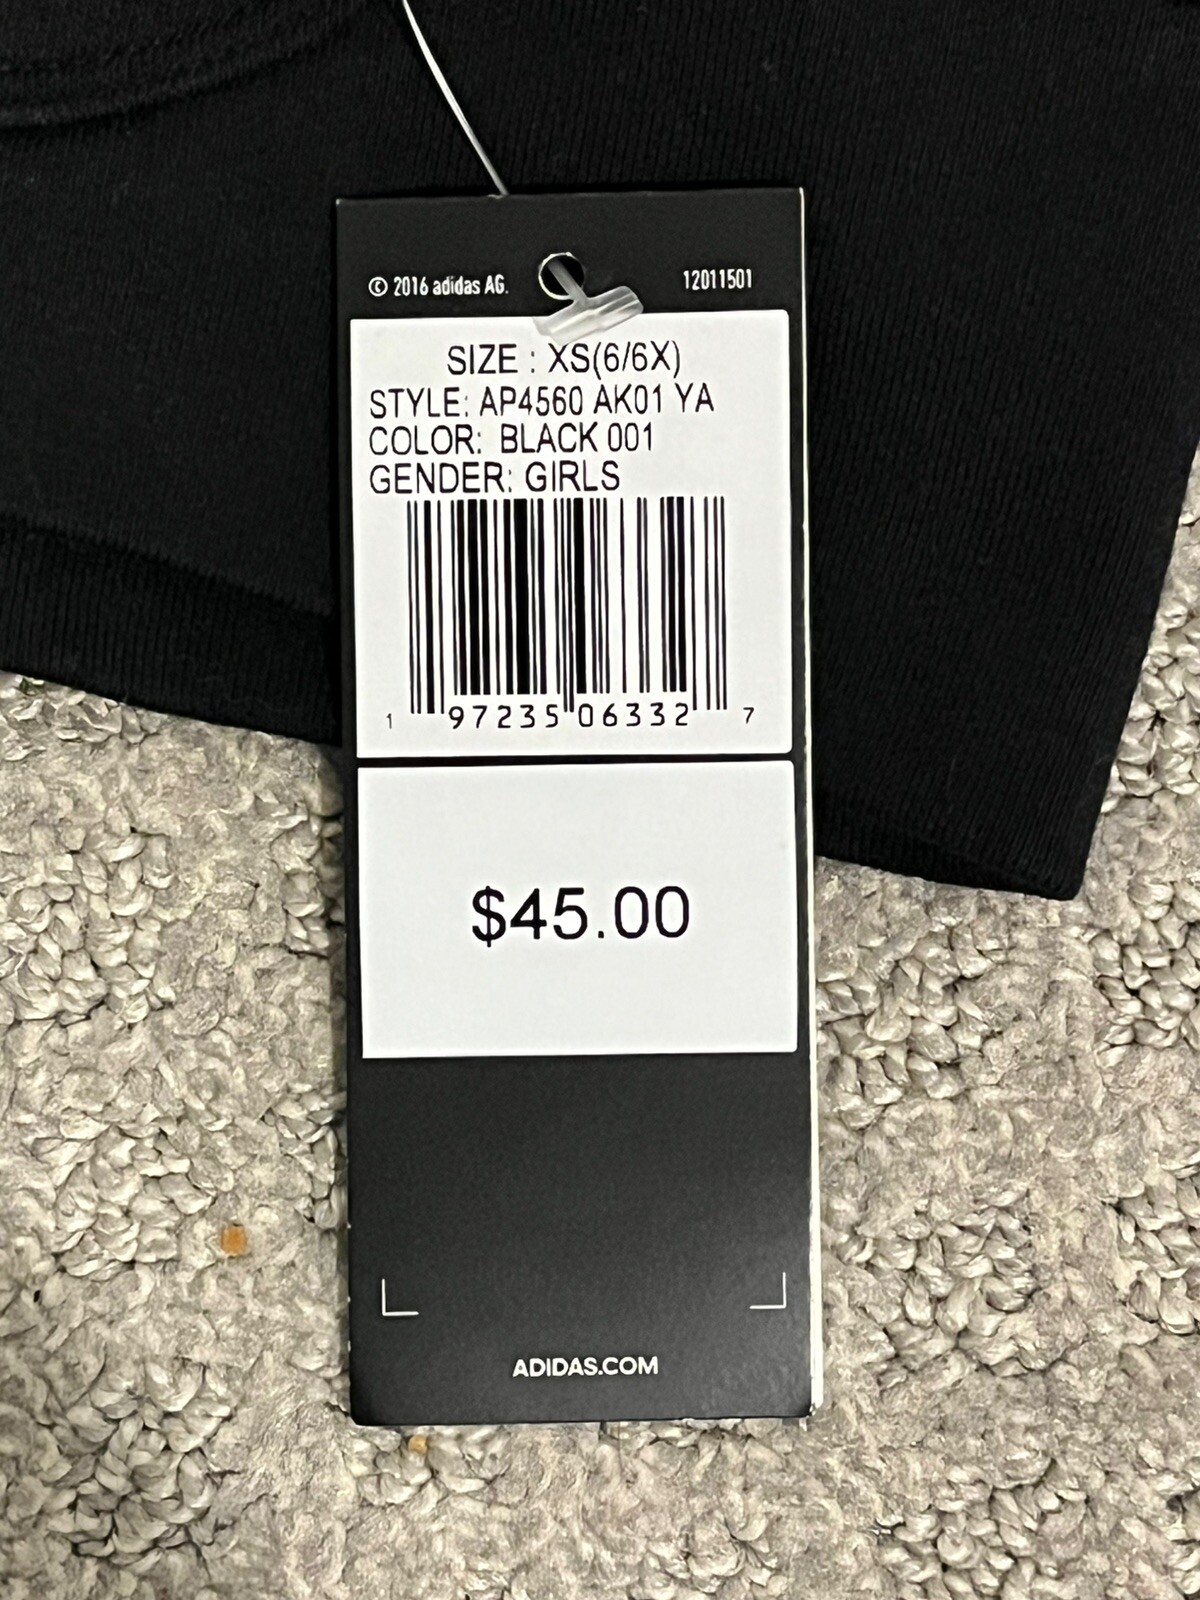 © 2016 adidas AG. 12011501
SIZE : XS(6/6X)
STYLE: AP4560 AK01 YA
COLOR: BLACK 001
GENDER: GIRLS
1 97235 06332 7
$45.00
ADIDAS.COM